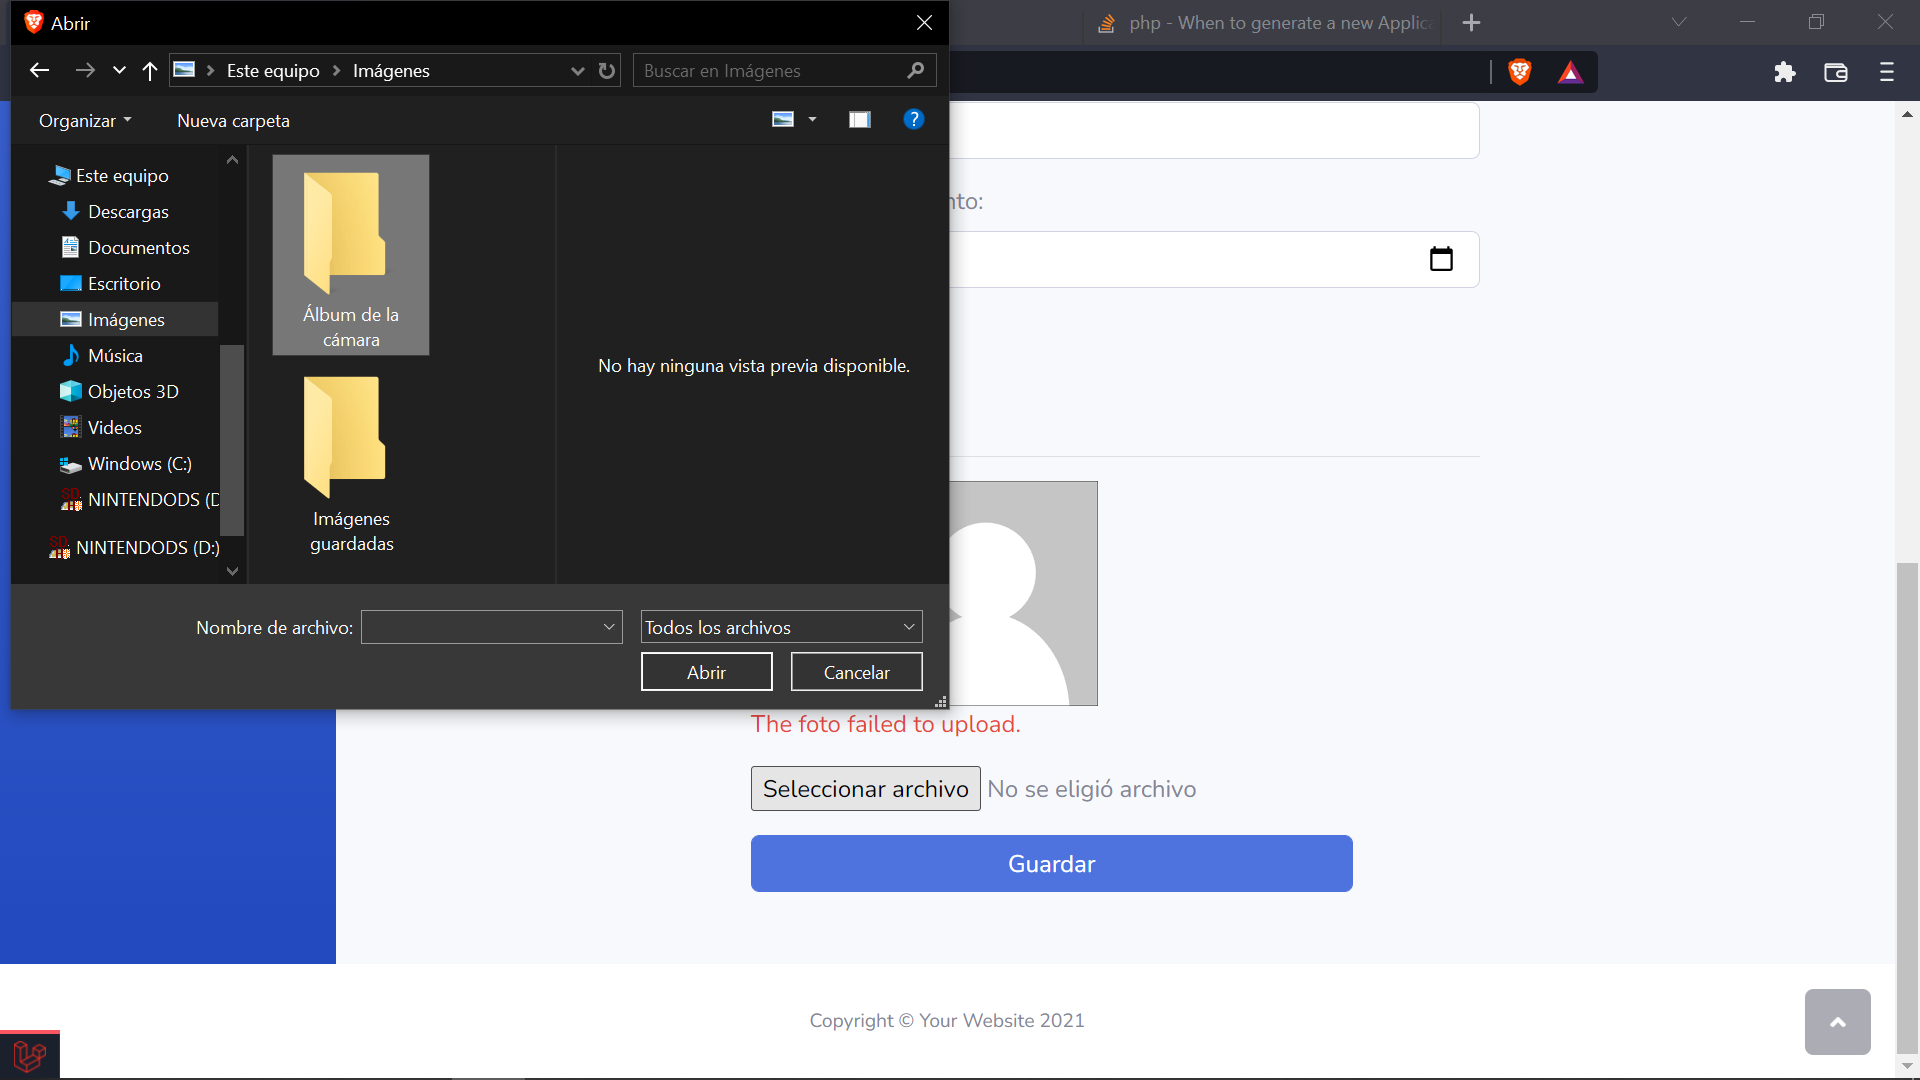 Abrir
php - When to generate a new Applic
Este equipo
Imágenes
Buscar en Imágenes
Organizar
Nueva carpeta
?
Este equipo
Descargas
Documentos
Escritorio
Imágenes
Música
Objetos 3D
Videos
Windows (C:)
NINTENDODS (D
NINTENDODS (D:)
Álbum de la
cámara
Imágenes
guardadas
No hay ninguna vista previa disponible.
nto:
Nombre de archivo:
Todos los archivos
Abrir
Cancelar
The foto failed to upload.
Seleccionar archivo
No se eligió archivo
Guardar
Copyright © Your Website 2021